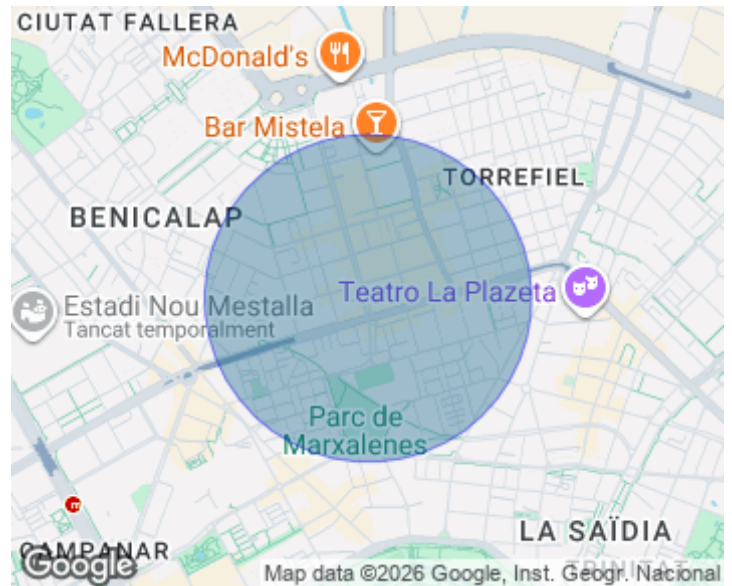 CIUTAT FALLERA
McDonald's
Bar Mistela
TORREFIEL
BENICALAP
Teatro La Plazeta
Estadi Nou Mestalla
Tancat temporalment
Parc de
Marxalenes
LA SAÏDIA
CAMPANAR
TRINITAT
Google
Map data ©2026 Google, Inst. Geogr. Nacional